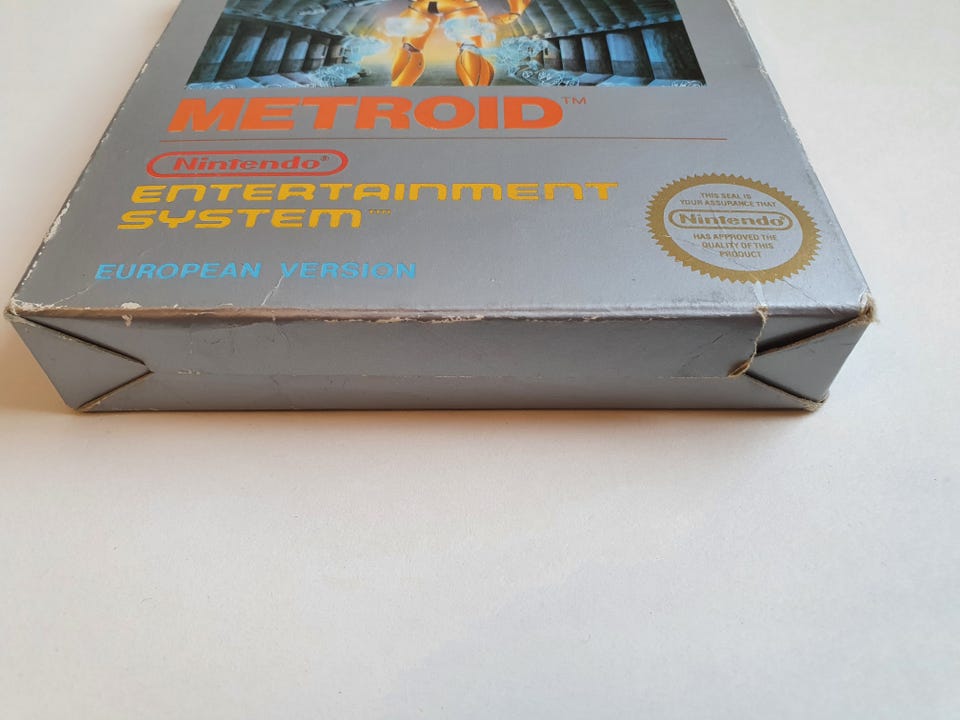 METROID™
Nintendo®
ENTERTAINMENT
SYSTEM™
EUROPEAN VERSION
THIS SEAL IS
YOUR ASSURANCE THAT
Nintendo®
HAS APPROVED THE
QUALITY OF THIS
PRODUCT